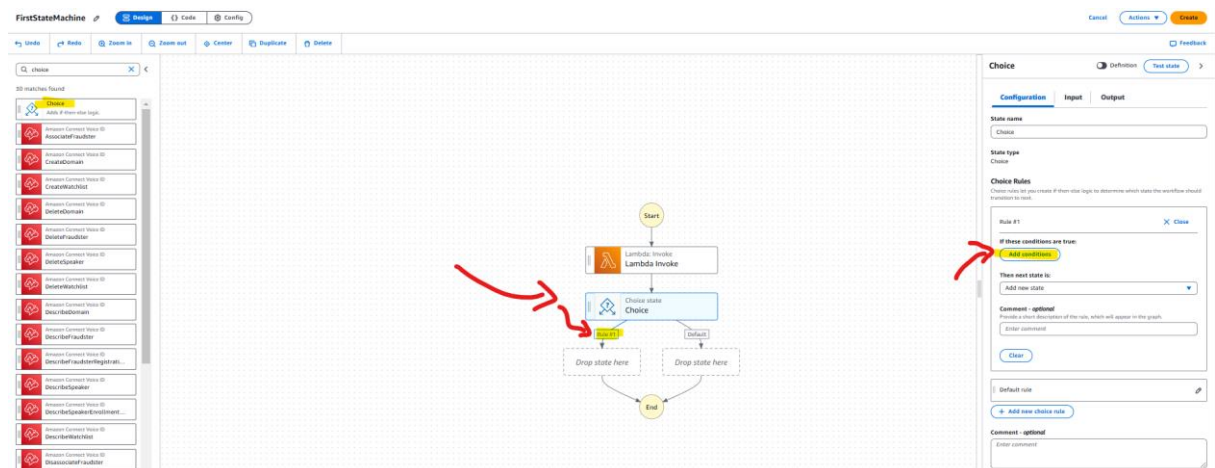 FirstStateMachine
Design
{} Code
Config
Cancel
Actions ▼
Create
Undo
Redo
Zoom in
Zoom out
Center
Duplicate
Delete
Feedback
choice
30 matches found
Choice
Adds if-then-else logic.
Amazon Connect Voice ID
AssociateFraudster
Amazon Connect Voice ID
CreateDomain
Amazon Connect Voice ID
CreateWatchlist
Amazon Connect Voice ID
DeleteDomain
Amazon Connect Voice ID
DeleteFraudster
Amazon Connect Voice ID
DeleteSpeaker
Amazon Connect Voice ID
DeleteWatchlist
Amazon Connect Voice ID
DescribeDomain
Amazon Connect Voice ID
DescribeFraudster
Amazon Connect Voice ID
DescribeFraudsterRegistrati...
Amazon Connect Voice ID
DescribeSpeaker
Amazon Connect Voice ID
DescribeSpeakerEnrollment...
Amazon Connect Voice ID
DescribeWatchlist
Amazon Connect Voice ID
DisassociateFraudster
Start
Lambda: Invoke
Lambda Invoke
Choice state
Choice
Rule #1
Default
Drop state here
Drop state here
End
Choice
Definition
Test state
Configuration
Input
Output
State name
Choice
State type
Choice
Choice Rules
Choice rules let you create if-then-else logic to determine which state the workflow should
transition to next.
Rule #1
Close
If these conditions are true:
Add conditions
Then next state is:
Add new state
Comment - optional
Provide a short description of the rule, which will appear in the graph.
Enter comment
Clear
Default rule
+ Add new choice rule
Comment - optional
Enter comment